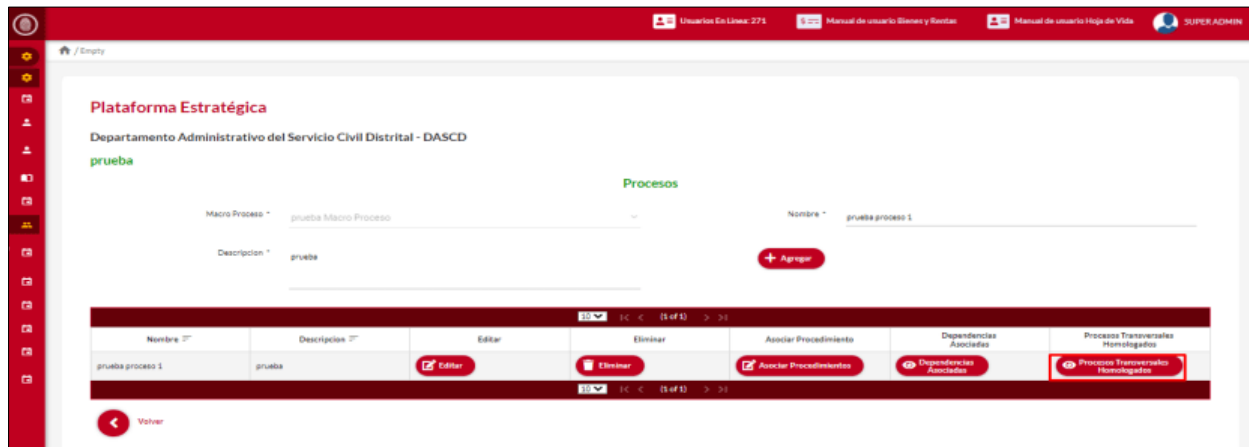 Usuarios En Linea: 271
Manual de usuario Bienes y Rentas
Manual de usuario Hoja de Vida
SUPER ADMIN
/ Empty
Plataforma Estratégica
Departamento Administrativo del Servicio Civil Distrital - DASCD
prueba
Procesos
Macro Proceso * prueba Macro Proceso
Nombre * prueba proceso 1
Descripcion * prueba
+ Agregar
10 (1 of 1)
Nombre Descripcion Editar Eliminar Asociar Procedimiento Dependencias Asociadas Procesos Transversales Homologados
prueba proceso 1 prueba Editar Eliminar Asociar Procedimientos Dependencias Asociadas Procesos Transversales Homologados
10 (1 of 1)
Volver